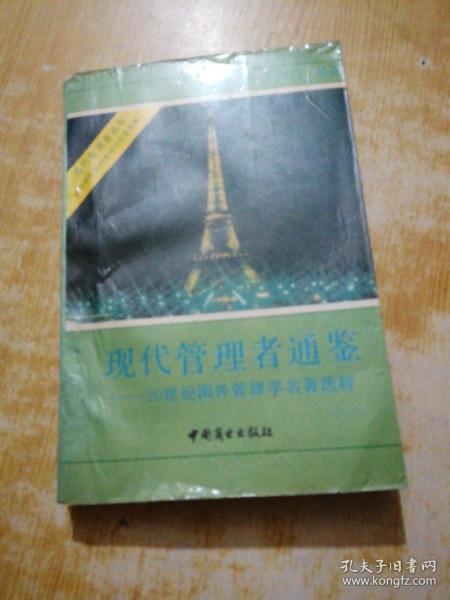 现代管理者通鉴
——20世纪国外管理学名著选粹
中国商业出版社
孔夫子旧书网
www.kongfz.com